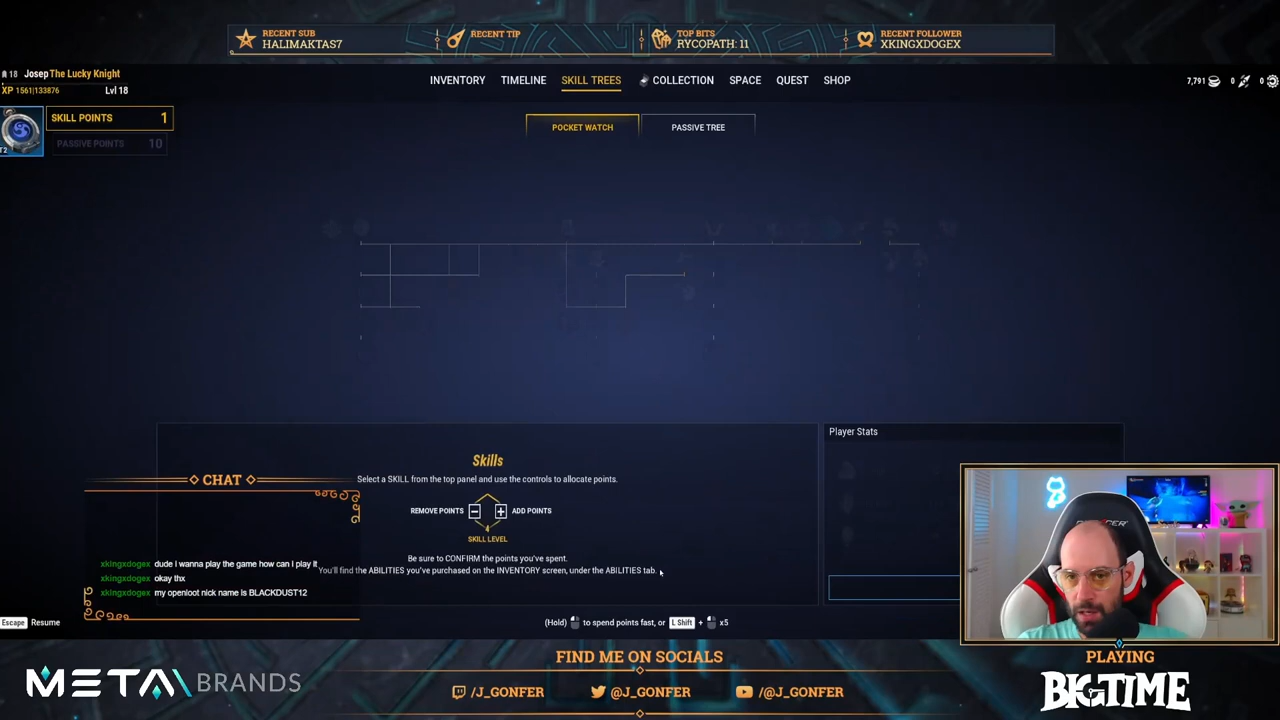 RECENT SUB
HALIMAKTAS7
RECENT TIP
TOP BITS
RYCOPATH: 11
RECENT FOLLOWER
XKINGXDOGEX
18 Josep The Lucky Knight
XP 1561|133876 Lvl 18
INVENTORY TIMELINE SKILL TREES COLLECTION SPACE QUEST SHOP
7,791 0 0
SKILL POINTS 1
PASSIVE POINTS 10
T2
POCKET WATCH PASSIVE TREE
Player Stats
Skills
Select a SKILL from the top panel and use the controls to allocate points.
REMOVE POINTS − + ADD POINTS
4
SKILL LEVEL
Be sure to CONFIRM the points you've spent.
You'll find the ABILITIES you've purchased on the INVENTORY screen, under the ABILITIES tab.
CHAT
xkingxdogex dude i wanna play the game how can I play it
xkingxdogex okay thx
xkingxdogex my openloot nick name is BLACKDUST12
Escape Resume
(Hold) to spend points fast, or L Shift + x5
FIND ME ON SOCIALS
/J_GONFER @J_GONFER /@J_GONFER
META BRANDS
PLAYING
BIGTIME